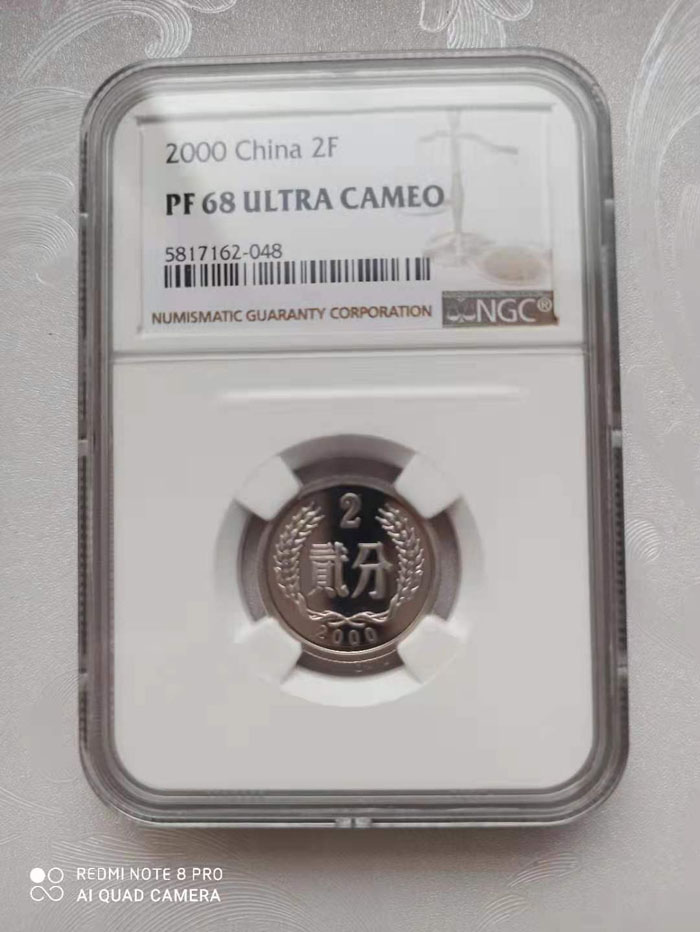 2000 China 2F
PF 68 ULTRA CAMEO
5817162-048
NUMISMATIC GUARANTY CORPORATION
NGC®
2
貳分
2000
REDMI NOTE 8 PRO
AI QUAD CAMERA